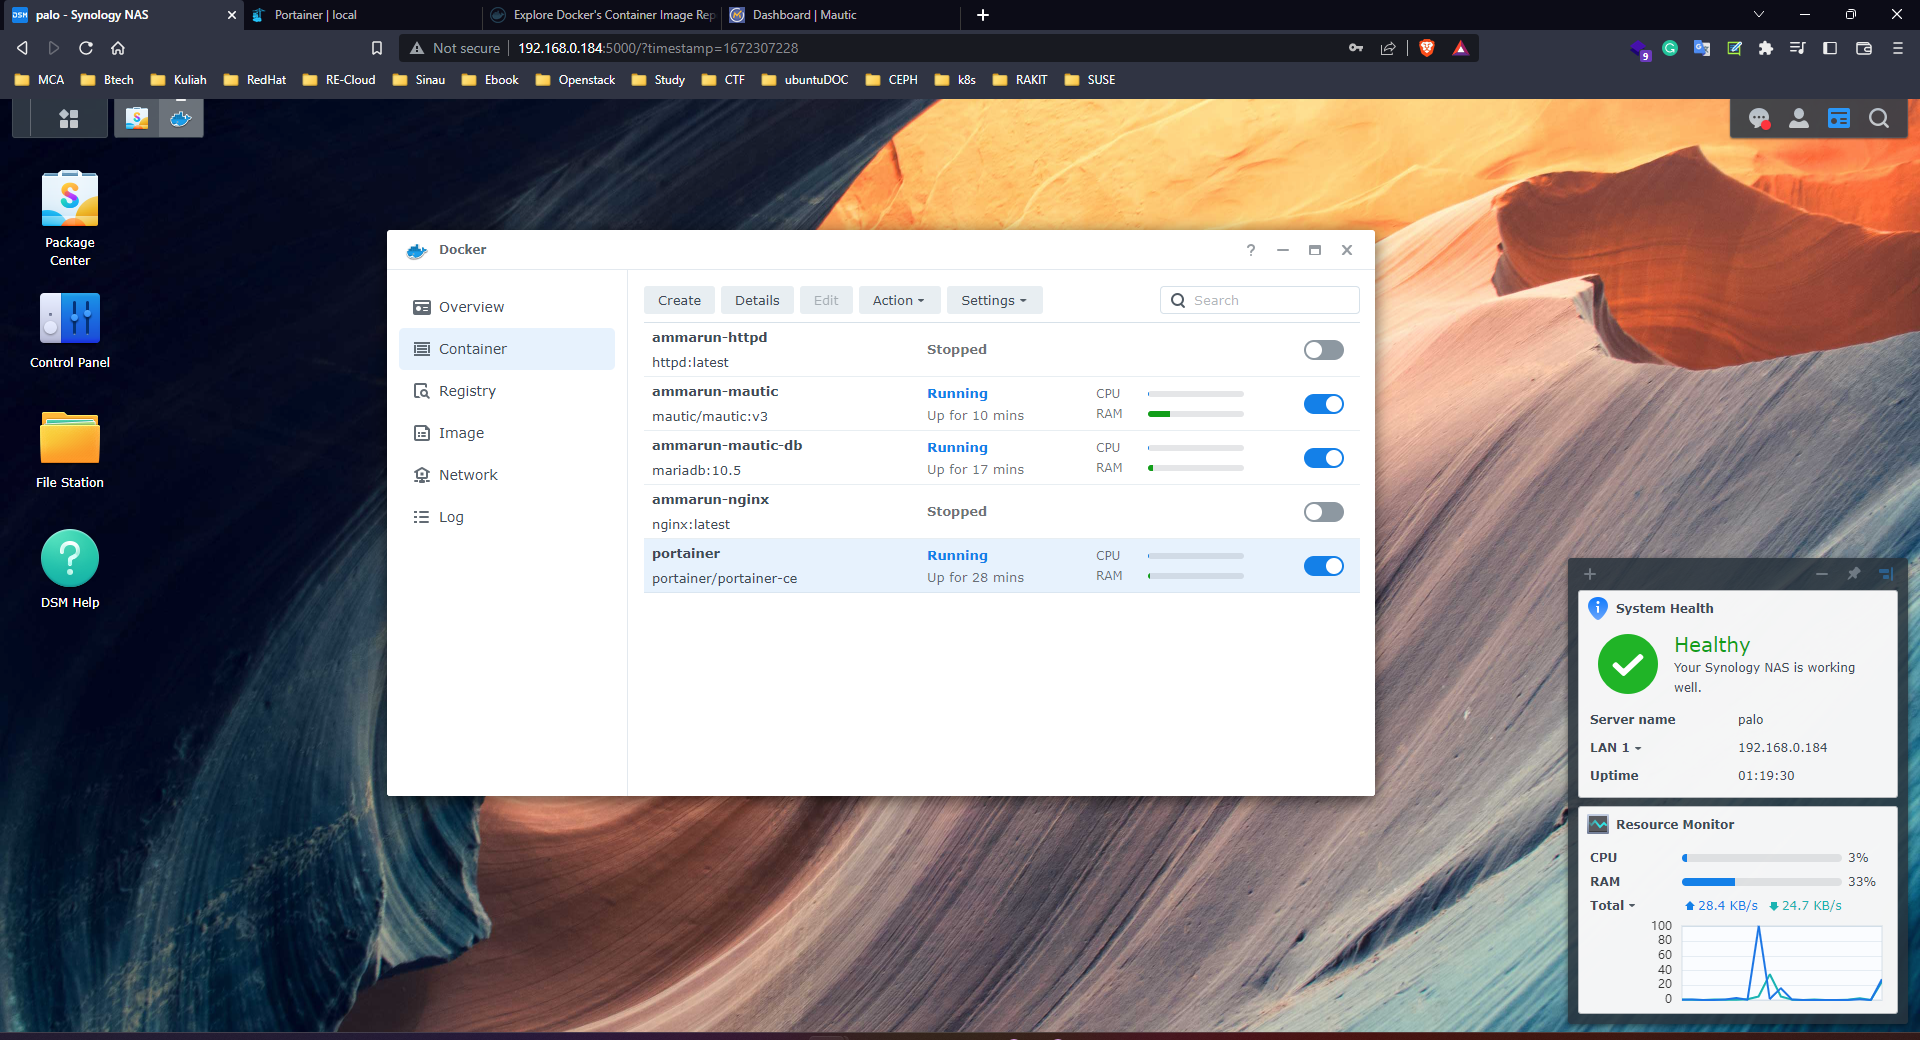 DSM palo - Synology NAS
Portainer | local
Explore Docker's Container Image Rep
Dashboard | Mautic
Not secure 192.168.0.184:5000/?timestamp=1672307228
9
MCA Btech Kuliah RedHat RE-Cloud Sinau Ebook Openstack Study CTF ubuntuDOC CEPH k8s RAKIT SUSE
Package Center
Control Panel
File Station
DSM Help
Docker
Overview
Container
Registry
Image
Network
Log
Create Details Edit Action Settings Search
ammarun-httpd
httpd:latest
Stopped
ammarun-mautic
mautic/mautic:v3
Running
Up for 10 mins
CPU
RAM
ammarun-mautic-db
mariadb:10.5
Running
Up for 17 mins
CPU
RAM
ammarun-nginx
nginx:latest
Stopped
portainer
portainer/portainer-ce
Running
Up for 28 mins
CPU
RAM
System Health
Healthy
Your Synology NAS is working
well.
Server name palo
LAN 1 192.168.0.184
Uptime 01:19:30
Resource Monitor
CPU 3%
RAM 33%
Total 28.4 KB/s 24.7 KB/s
100
80
60
40
20
0